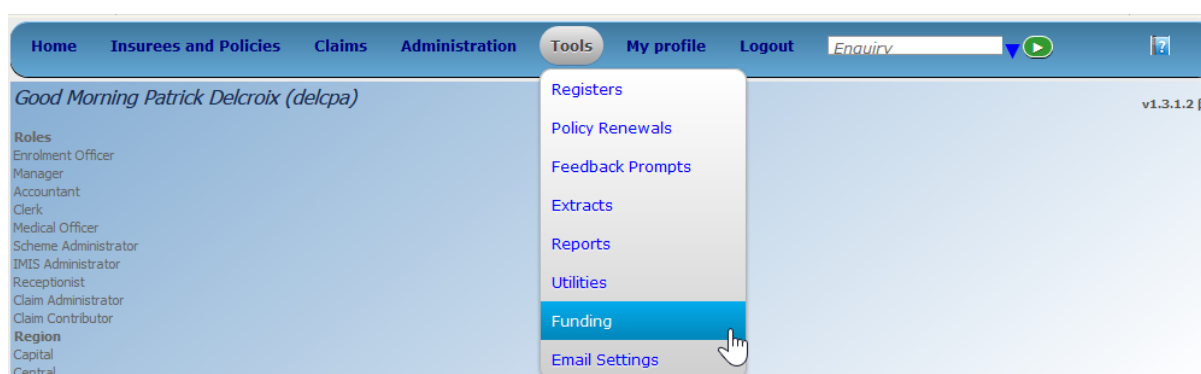 Home Insurees and Policies Claims Administration Tools My profile Logout Enquiry ?
Good Morning Patrick Delcroix (delcpa)
v1.3.1.2
Roles
Enrolment Officer
Manager
Accountant
Clerk
Medical Officer
Scheme Administrator
IMIS Administrator
Receptionist
Claim Administrator
Claim Contributor
Region
Capital
Central
Registers
Policy Renewals
Feedback Prompts
Extracts
Reports
Utilities
Funding
Email Settings